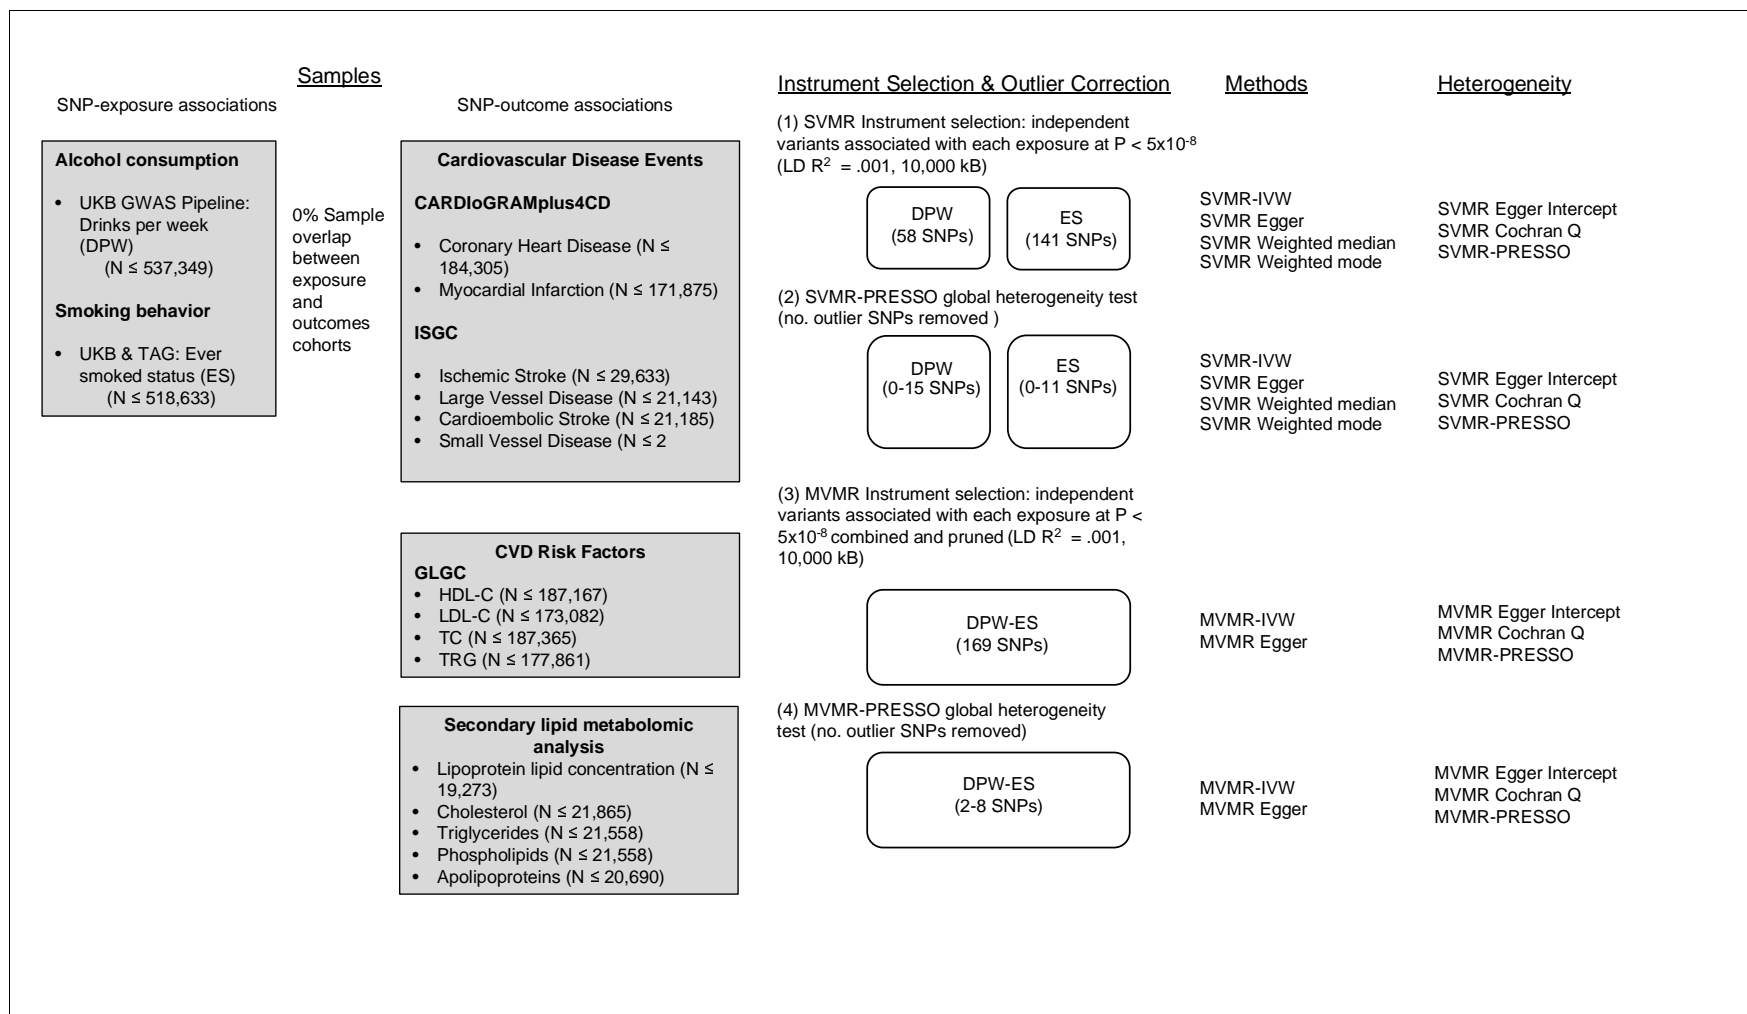 Samples
SNP-exposure associations
SNP-outcome associations
Alcohol consumption
• UKB GWAS Pipeline:
Drinks per week
(DPW)
(N ≤ 537,349)
Smoking behavior
• UKB & TAG: Ever
smoked status (ES)
(N ≤ 518,633)
0% Sample
overlap
between
exposure
and
outcomes
cohorts
Cardiovascular Disease Events
CARDIoGRAMplus4CD
• Coronary Heart Disease (N ≤
184,305)
• Myocardial Infarction (N ≤ 171,875)
ISGC
• Ischemic Stroke (N ≤ 29,633)
• Large Vessel Disease (N ≤ 21,143)
• Cardioembolic Stroke (N ≤ 21,185)
• Small Vessel Disease (N ≤ 2
CVD Risk Factors
GLGC
• HDL-C (N ≤ 187,167)
• LDL-C (N ≤ 173,082)
• TC (N ≤ 187,365)
• TRG (N ≤ 177,861)
Secondary lipid metabolomic
analysis
• Lipoprotein lipid concentration (N ≤
19,273)
• Cholesterol (N ≤ 21,865)
• Triglycerides (N ≤ 21,558)
• Phospholipids (N ≤ 21,558)
• Apolipoproteins (N ≤ 20,690)
Instrument Selection & Outlier Correction
Methods
Heterogeneity
(1) SVMR Instrument selection: independent
variants associated with each exposure at P < 5x10⁻⁸
(LD R² = .001, 10,000 kB)
DPW
(58 SNPs)
ES
(141 SNPs)
SVMR-IVW
SVMR Egger
SVMR Weighted median
SVMR Weighted mode
SVMR Egger Intercept
SVMR Cochran Q
SVMR-PRESSO
(2) SVMR-PRESSO global heterogeneity test
(no. outlier SNPs removed )
DPW
(0-15 SNPs)
ES
(0-11 SNPs)
SVMR-IVW
SVMR Egger
SVMR Weighted median
SVMR Weighted mode
SVMR Egger Intercept
SVMR Cochran Q
SVMR-PRESSO
(3) MVMR Instrument selection: independent
variants associated with each exposure at P <
5x10⁻⁸ combined and pruned (LD R² = .001,
10,000 kB)
DPW-ES
(169 SNPs)
MVMR-IVW
MVMR Egger
MVMR Egger Intercept
MVMR Cochran Q
MVMR-PRESSO
(4) MVMR-PRESSO global heterogeneity
test (no. outlier SNPs removed)
DPW-ES
(2-8 SNPs)
MVMR-IVW
MVMR Egger
MVMR Egger Intercept
MVMR Cochran Q
MVMR-PRESSO